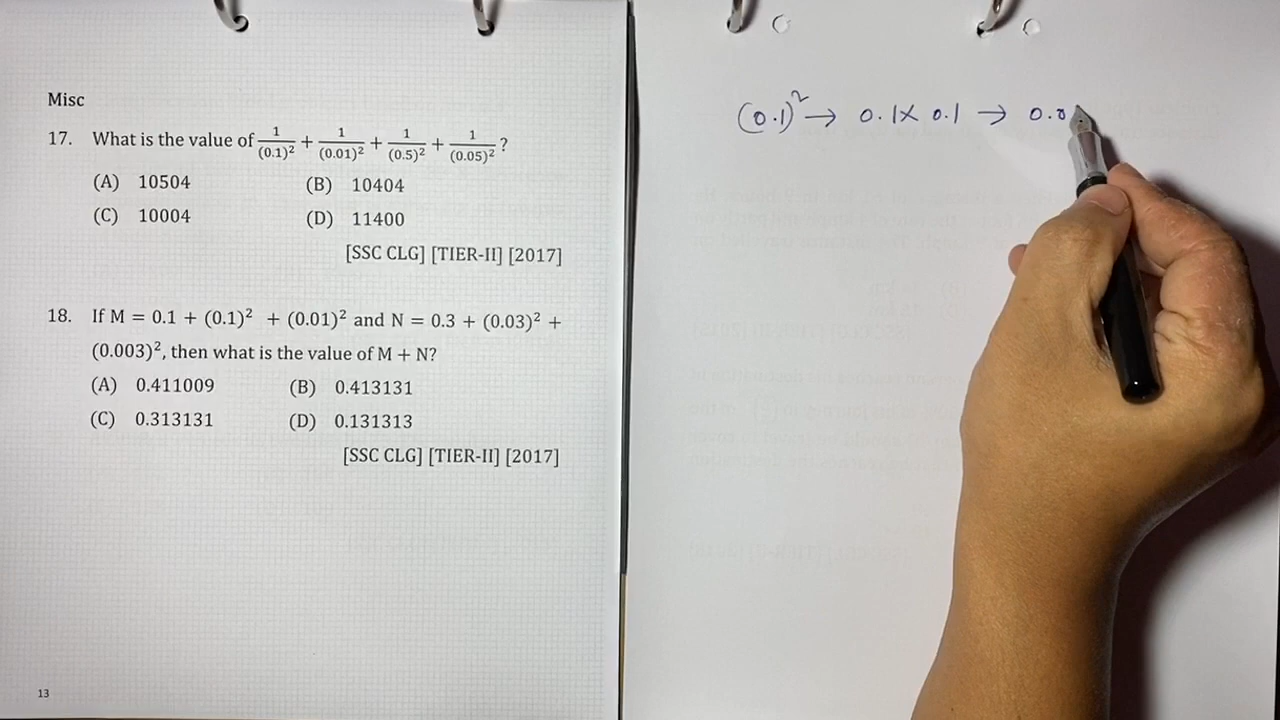 Misc
17. What is the value of 1/(0.1)² + 1/(0.01)² + 1/(0.5)² + 1/(0.05)² ?
(A) 10504 (B) 10404
(C) 10004 (D) 11400
[SSC CLG] [TIER-II] [2017]
18. If M = 0.1 + (0.1)² + (0.01)² and N = 0.3 + (0.03)² +
(0.003)², then what is the value of M + N?
(A) 0.411009 (B) 0.413131
(C) 0.313131 (D) 0.131313
[SSC CLG] [TIER-II] [2017]
13
(0.1)² → 0.1 × 0.1 → 0.0